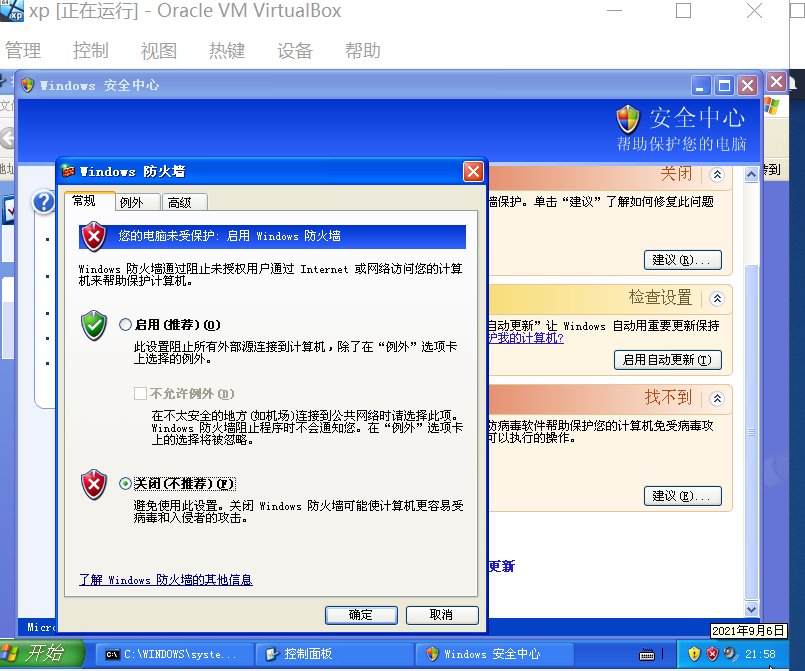 xp [正在运行] - Oracle VM VirtualBox
管理 控制 视图 热键 设备 帮助
Windows 安全中心
安全中心
帮助保护您的电脑
转到
Windows 防火墙
常规 例外 高级
您的电脑未受保护: 启用 Windows 防火墙
Windows 防火墙通过阻止未授权用户通过 Internet 或网络访问您的计算
机来帮助保护计算机。
启用(推荐)(O)
此设置阻止所有外部源连接到计算机，除了在“例外”选项卡
上选择的例外。
不允许例外(D)
在不太安全的地方(如机场)连接到公共网络时请选择此项。
Windows 防火墙阻止程序时不会通知您。在“例外”选项卡
上的选择将被忽略。
关闭(不推荐)(F)
避免使用此设置。关闭 Windows 防火墙可能使计算机更容易受
病毒和入侵者的攻击。
了解 Windows 防火墙的其他信息
确定 取消
关闭
墙保护。单击“建议”了解如何修复此问题
建议(R)...
检查设置
自动更新”让 Windows 自动用重要更新保持
护我的计算机?
启用自动更新(T)
找不到
防病毒软件帮助保护您的计算机免受病毒攻
可以执行的操作。
建议(E)...
更新
Micro
2021年9月6日
开始 C:\WINDOWS\syste... 控制面板 Windows 安全中心 21:58